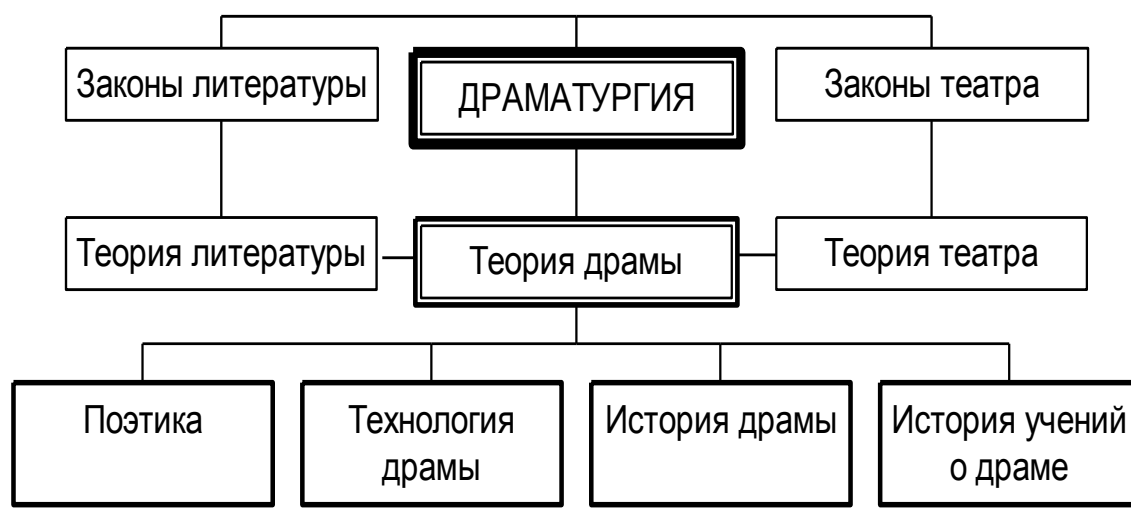 Законы литературы
ДРАМАТУРГИЯ
Законы театра
Теория литературы
Теория драмы
Теория театра
Поэтика
Технология
драмы
История драмы
История учений
о драме